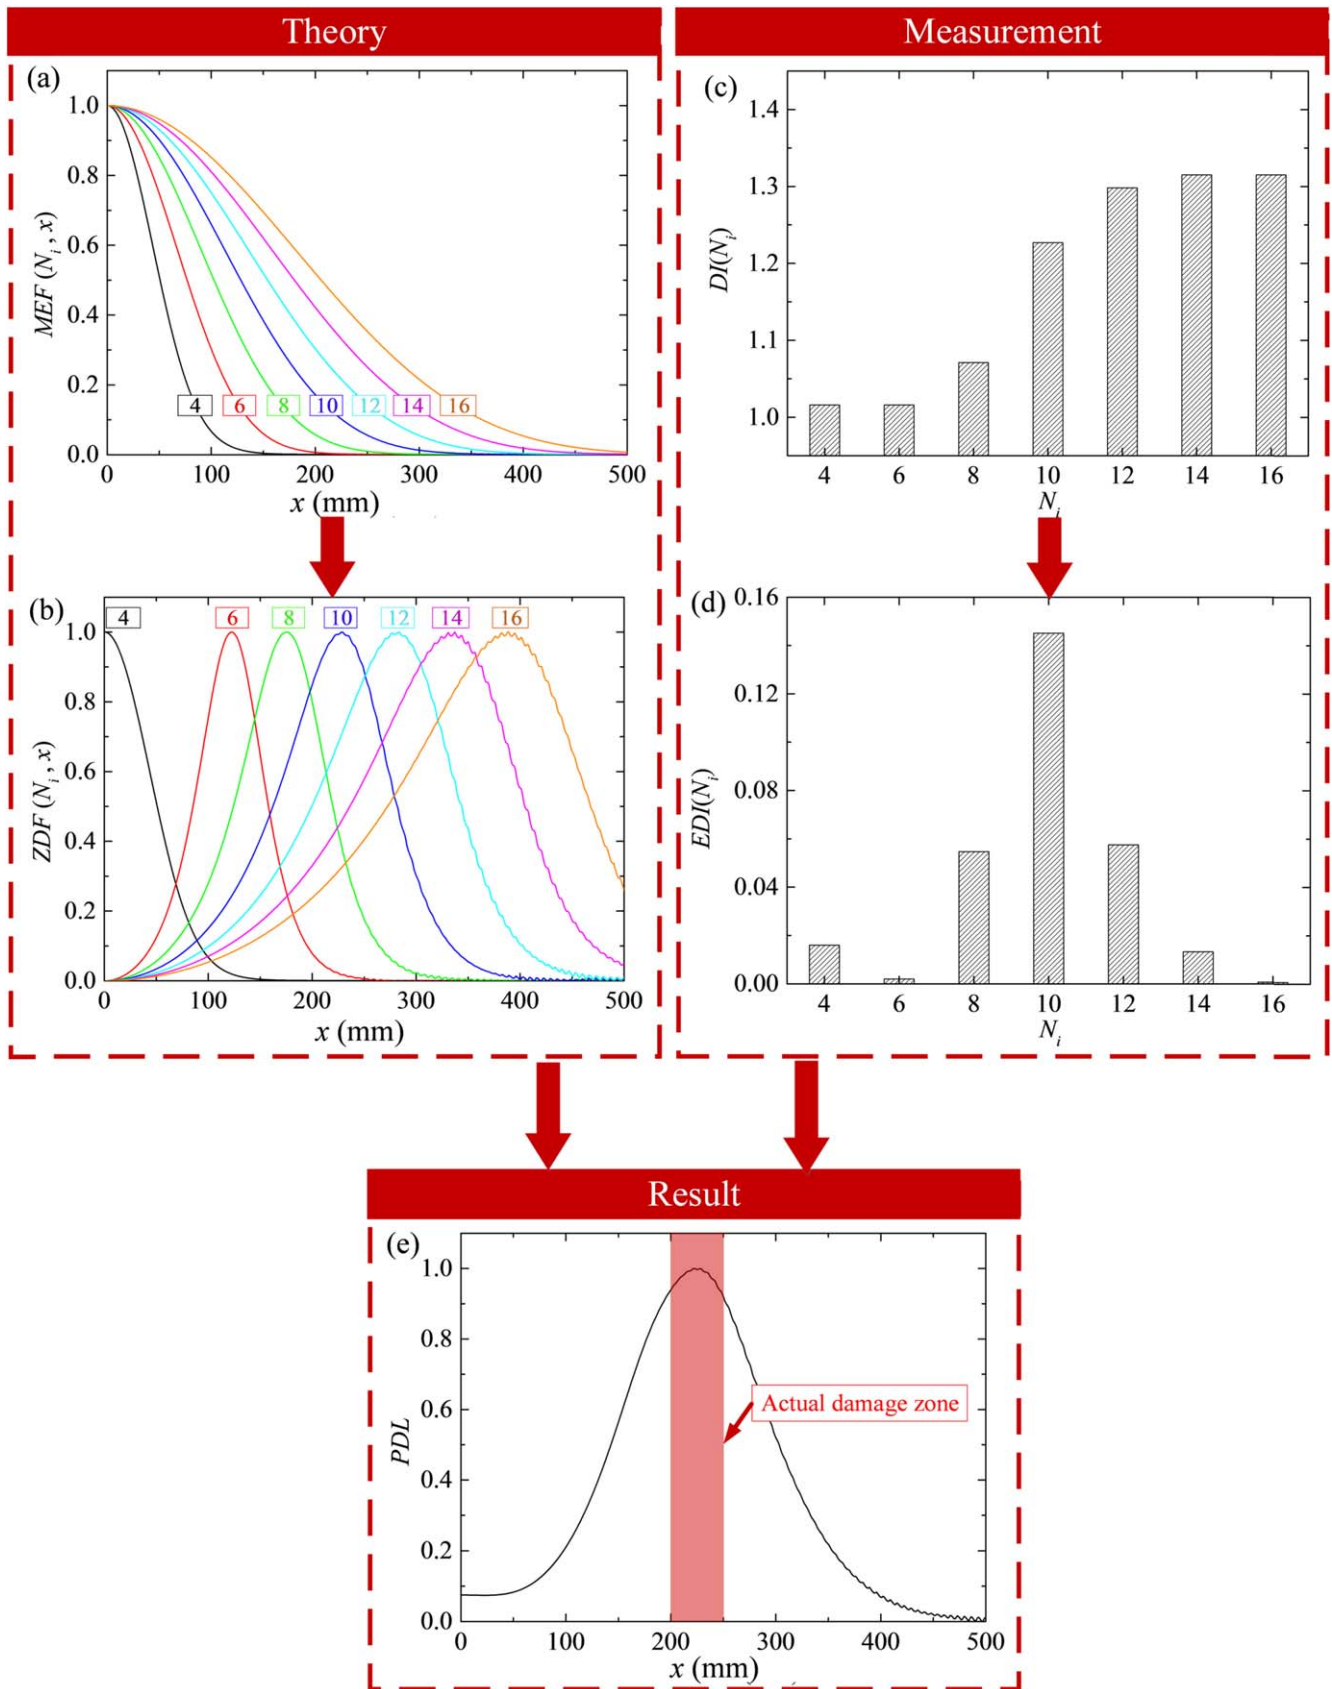 Theory
Measurement
(a)
1.0
0.8
0.6
0.4
0.2
0.0
MEF (N_i, x)
4 6 8 10 12 14 16
0 100 200 300 400 500
x (mm)
(c)
1.4
1.3
1.2
1.1
1.0
DI(N_i)
4 6 8 10 12 14 16
N_i
(b)
4 6 8 10 12 14 16
1.0
0.8
0.6
0.4
0.2
0.0
ZDF (N_i, x)
0 100 200 300 400 500
x (mm)
(d)
0.16
0.12
0.08
0.04
0.00
EDI(N_i)
4 6 8 10 12 14 16
N_i
Result
(e)
1.0
0.8
0.6
0.4
0.2
0.0
PDL
Actual damage zone
0 100 200 300 400 500
x (mm)